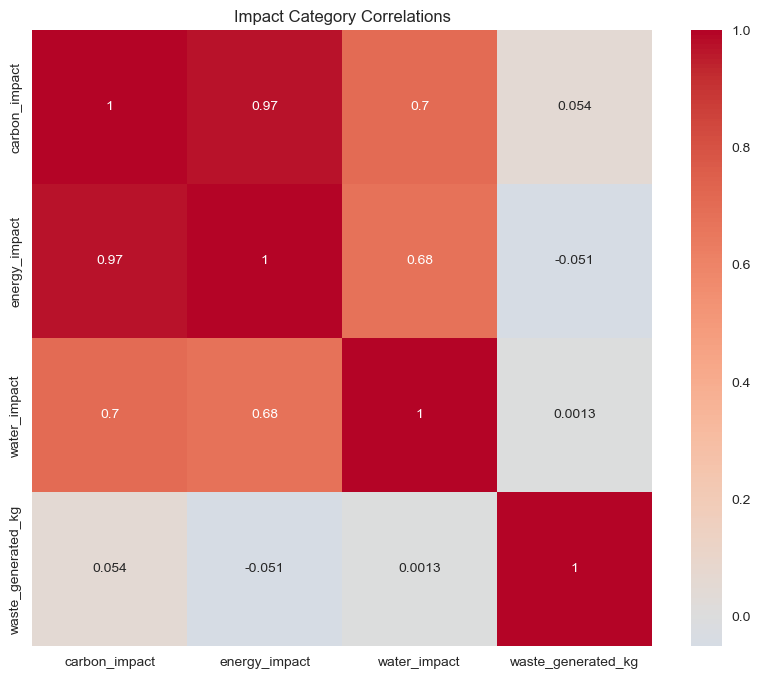 Impact Category Correlations
carbon_impact
1
0.97
0.7
0.054
energy_impact
0.97
1
0.68
-0.051
water_impact
0.7
0.68
1
0.0013
waste_generated_kg
0.054
-0.051
0.0013
1
carbon_impact
energy_impact
water_impact
waste_generated_kg
1.0
0.8
0.6
0.4
0.2
0.0